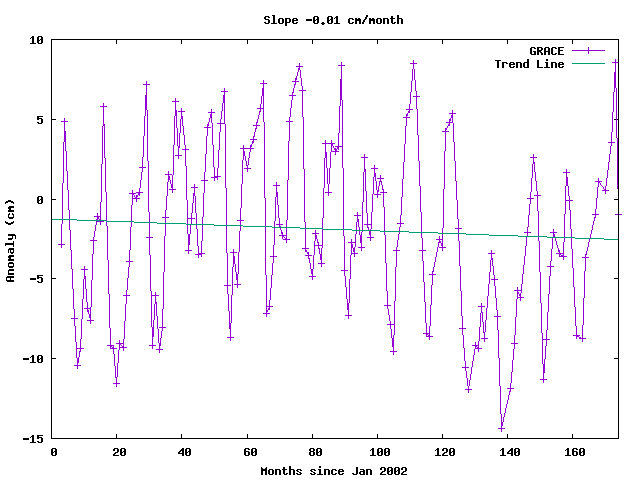 Slope -0.01 cm/month
10
5
0
-5
-10
-15
Anomaly (cm)
GRACE
Trend Line
0 20 40 60 80 100 120 140 160
Months since Jan 2002